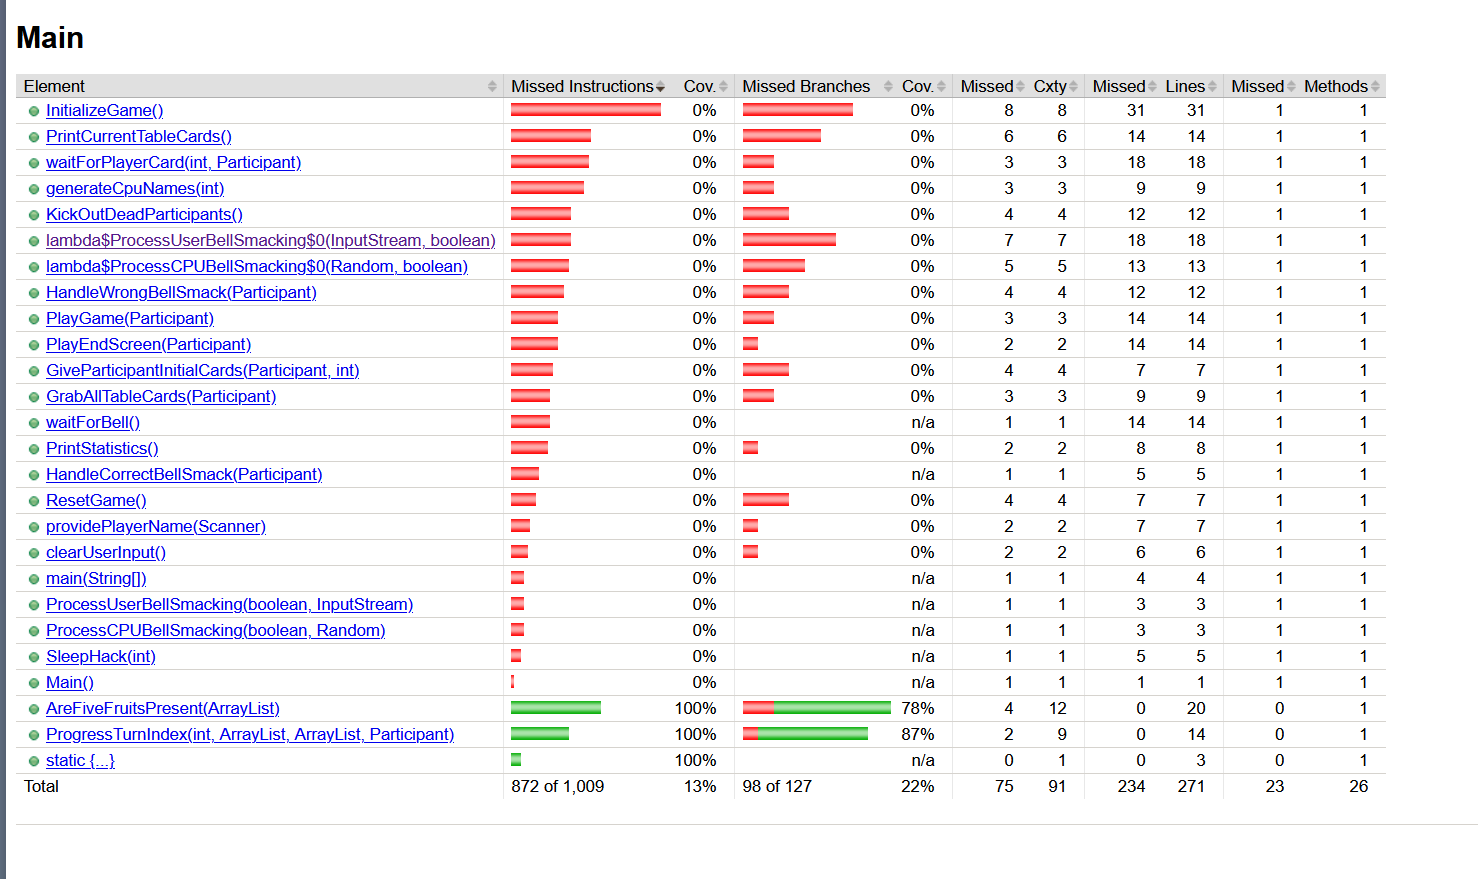 Main
Element Missed Instructions Cov. Missed Branches Cov. Missed Cxty Missed Lines Missed Methods
InitializeGame() 0% 0% 8 8 31 31 1 1
PrintCurrentTableCards() 0% 0% 6 6 14 14 1 1
waitForPlayerCard(int, Participant) 0% 0% 3 3 18 18 1 1
generateCpuNames(int) 0% 0% 3 3 9 9 1 1
KickOutDeadParticipants() 0% 0% 4 4 12 12 1 1
lambda$ProcessUserBellSmacking$0(InputStream, boolean) 0% 0% 7 7 18 18 1 1
lambda$ProcessCPUBellSmacking$0(Random, boolean) 0% 0% 5 5 13 13 1 1
HandleWrongBellSmack(Participant) 0% 0% 4 4 12 12 1 1
PlayGame(Participant) 0% 0% 3 3 14 14 1 1
PlayEndScreen(Participant) 0% 0% 2 2 14 14 1 1
GiveParticipantInitialCards(Participant, int) 0% 0% 4 4 7 7 1 1
GrabAllTableCards(Participant) 0% 0% 3 3 9 9 1 1
waitForBell() 0% n/a 1 1 14 14 1 1
PrintStatistics() 0% 0% 2 2 8 8 1 1
HandleCorrectBellSmack(Participant) 0% n/a 1 1 5 5 1 1
ResetGame() 0% 0% 4 4 7 7 1 1
providePlayerName(Scanner) 0% 0% 2 2 7 7 1 1
clearUserInput() 0% 0% 2 2 6 6 1 1
main(String[]) 0% n/a 1 1 4 4 1 1
ProcessUserBellSmacking(boolean, InputStream) 0% n/a 1 1 3 3 1 1
ProcessCPUBellSmacking(boolean, Random) 0% n/a 1 1 3 3 1 1
SleepHack(int) 0% n/a 1 1 5 5 1 1
Main() 0% n/a 1 1 1 1 1 1
AreFiveFruitsPresent(ArrayList) 100% 78% 4 12 0 20 0 1
ProgressTurnIndex(int, ArrayList, ArrayList, Participant) 100% 87% 2 9 0 14 0 1
static {...} 100% n/a 0 1 0 3 0 1
Total 872 of 1,009 13% 98 of 127 22% 75 91 234 271 23 26